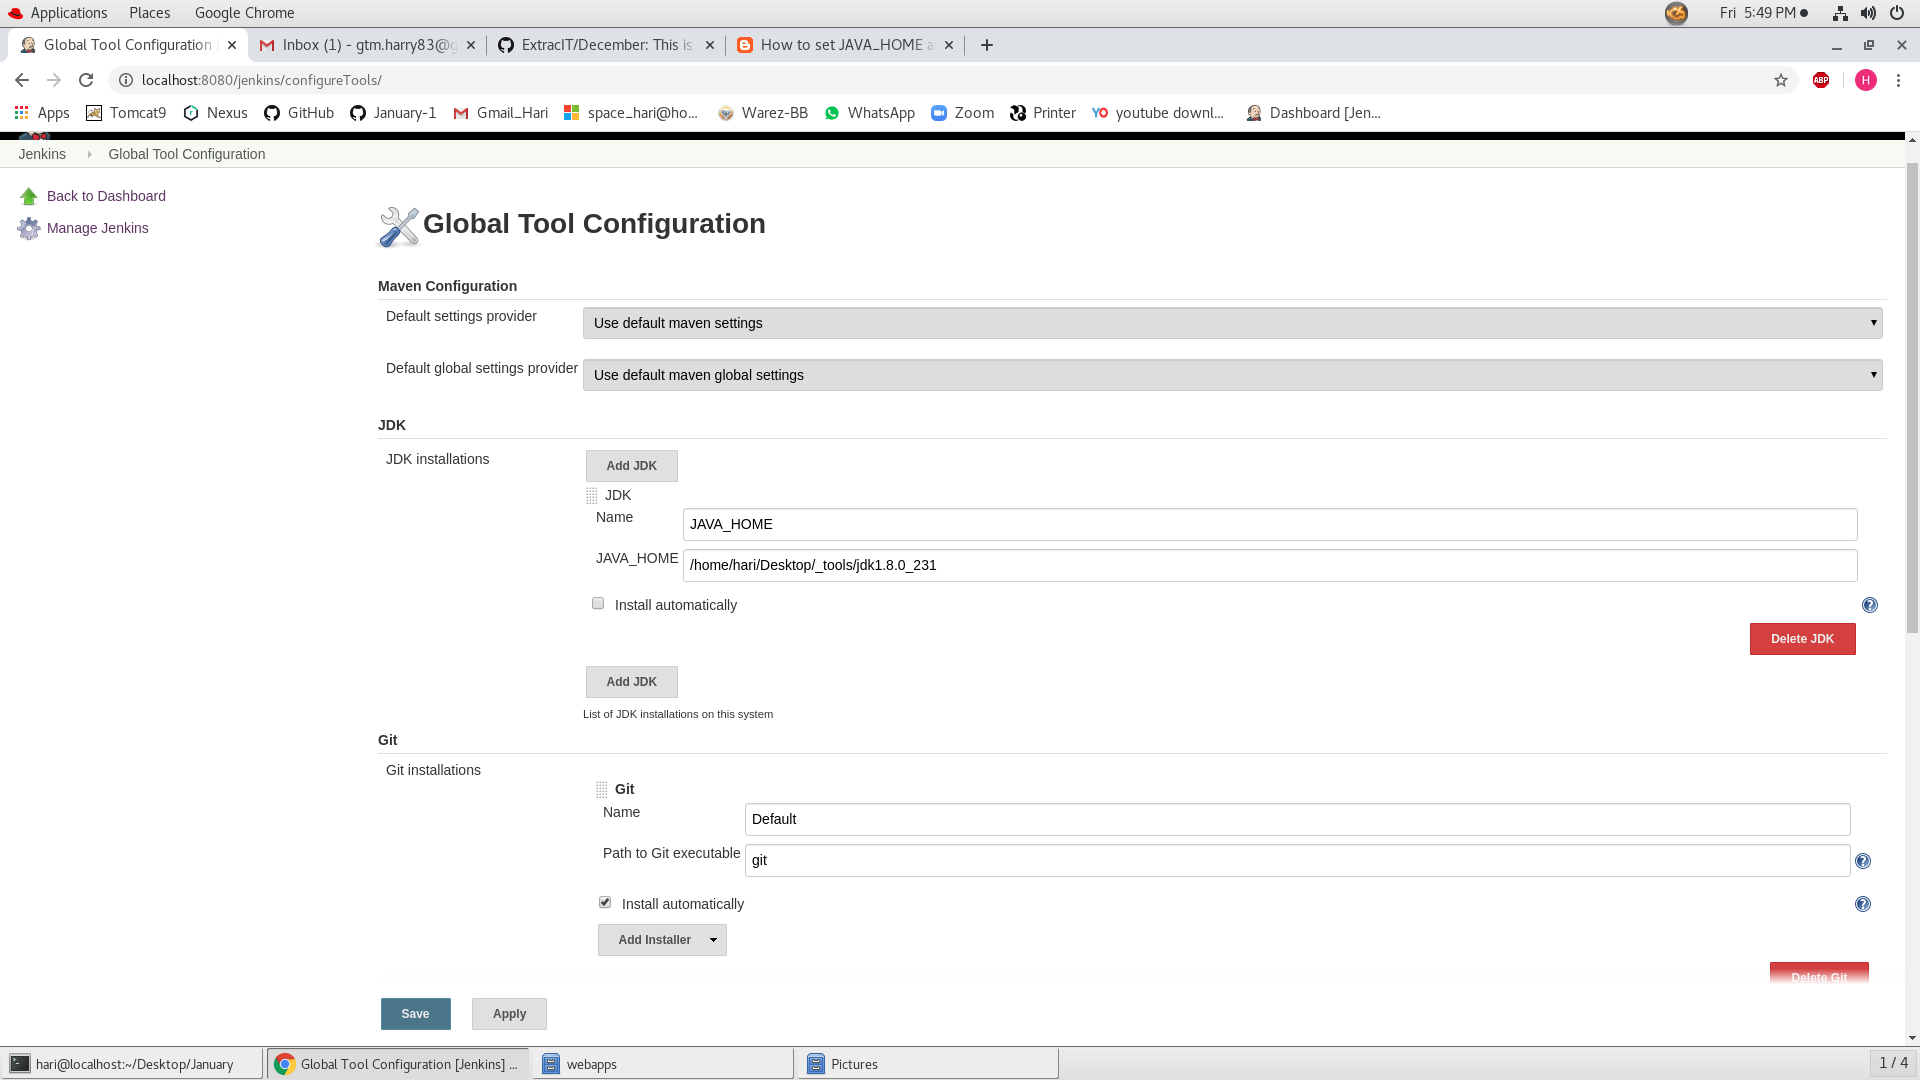 Applications Places Google Chrome Fri 5:49 PM
Global Tool Configuration Inbox (1) - gtm.harry83@g ExtracIT/December: This is How to set JAVA_HOME a
localhost:8080/jenkins/configureTools/ ABP H
Apps Tomcat9 Nexus GitHub January-1 Gmail_Hari space_hari@ho... Warez-BB WhatsApp Zoom Printer YO youtube downl... Dashboard [Jen...
Jenkins Global Tool Configuration
Back to Dashboard
Manage Jenkins
Global Tool Configuration
Maven Configuration
Default settings provider Use default maven settings
Default global settings provider Use default maven global settings
JDK
JDK installations Add JDK
JDK
Name JAVA_HOME
JAVA_HOME /home/hari/Desktop/_tools/jdk1.8.0_231
Install automatically
Delete JDK
Add JDK
List of JDK installations on this system
Git
Git installations
Git
Name Default
Path to Git executable git
Install automatically
Add Installer
Delete Git
Save Apply
hari@localhost:~/Desktop/January Global Tool Configuration [Jenkins] ... webapps Pictures 1 / 4